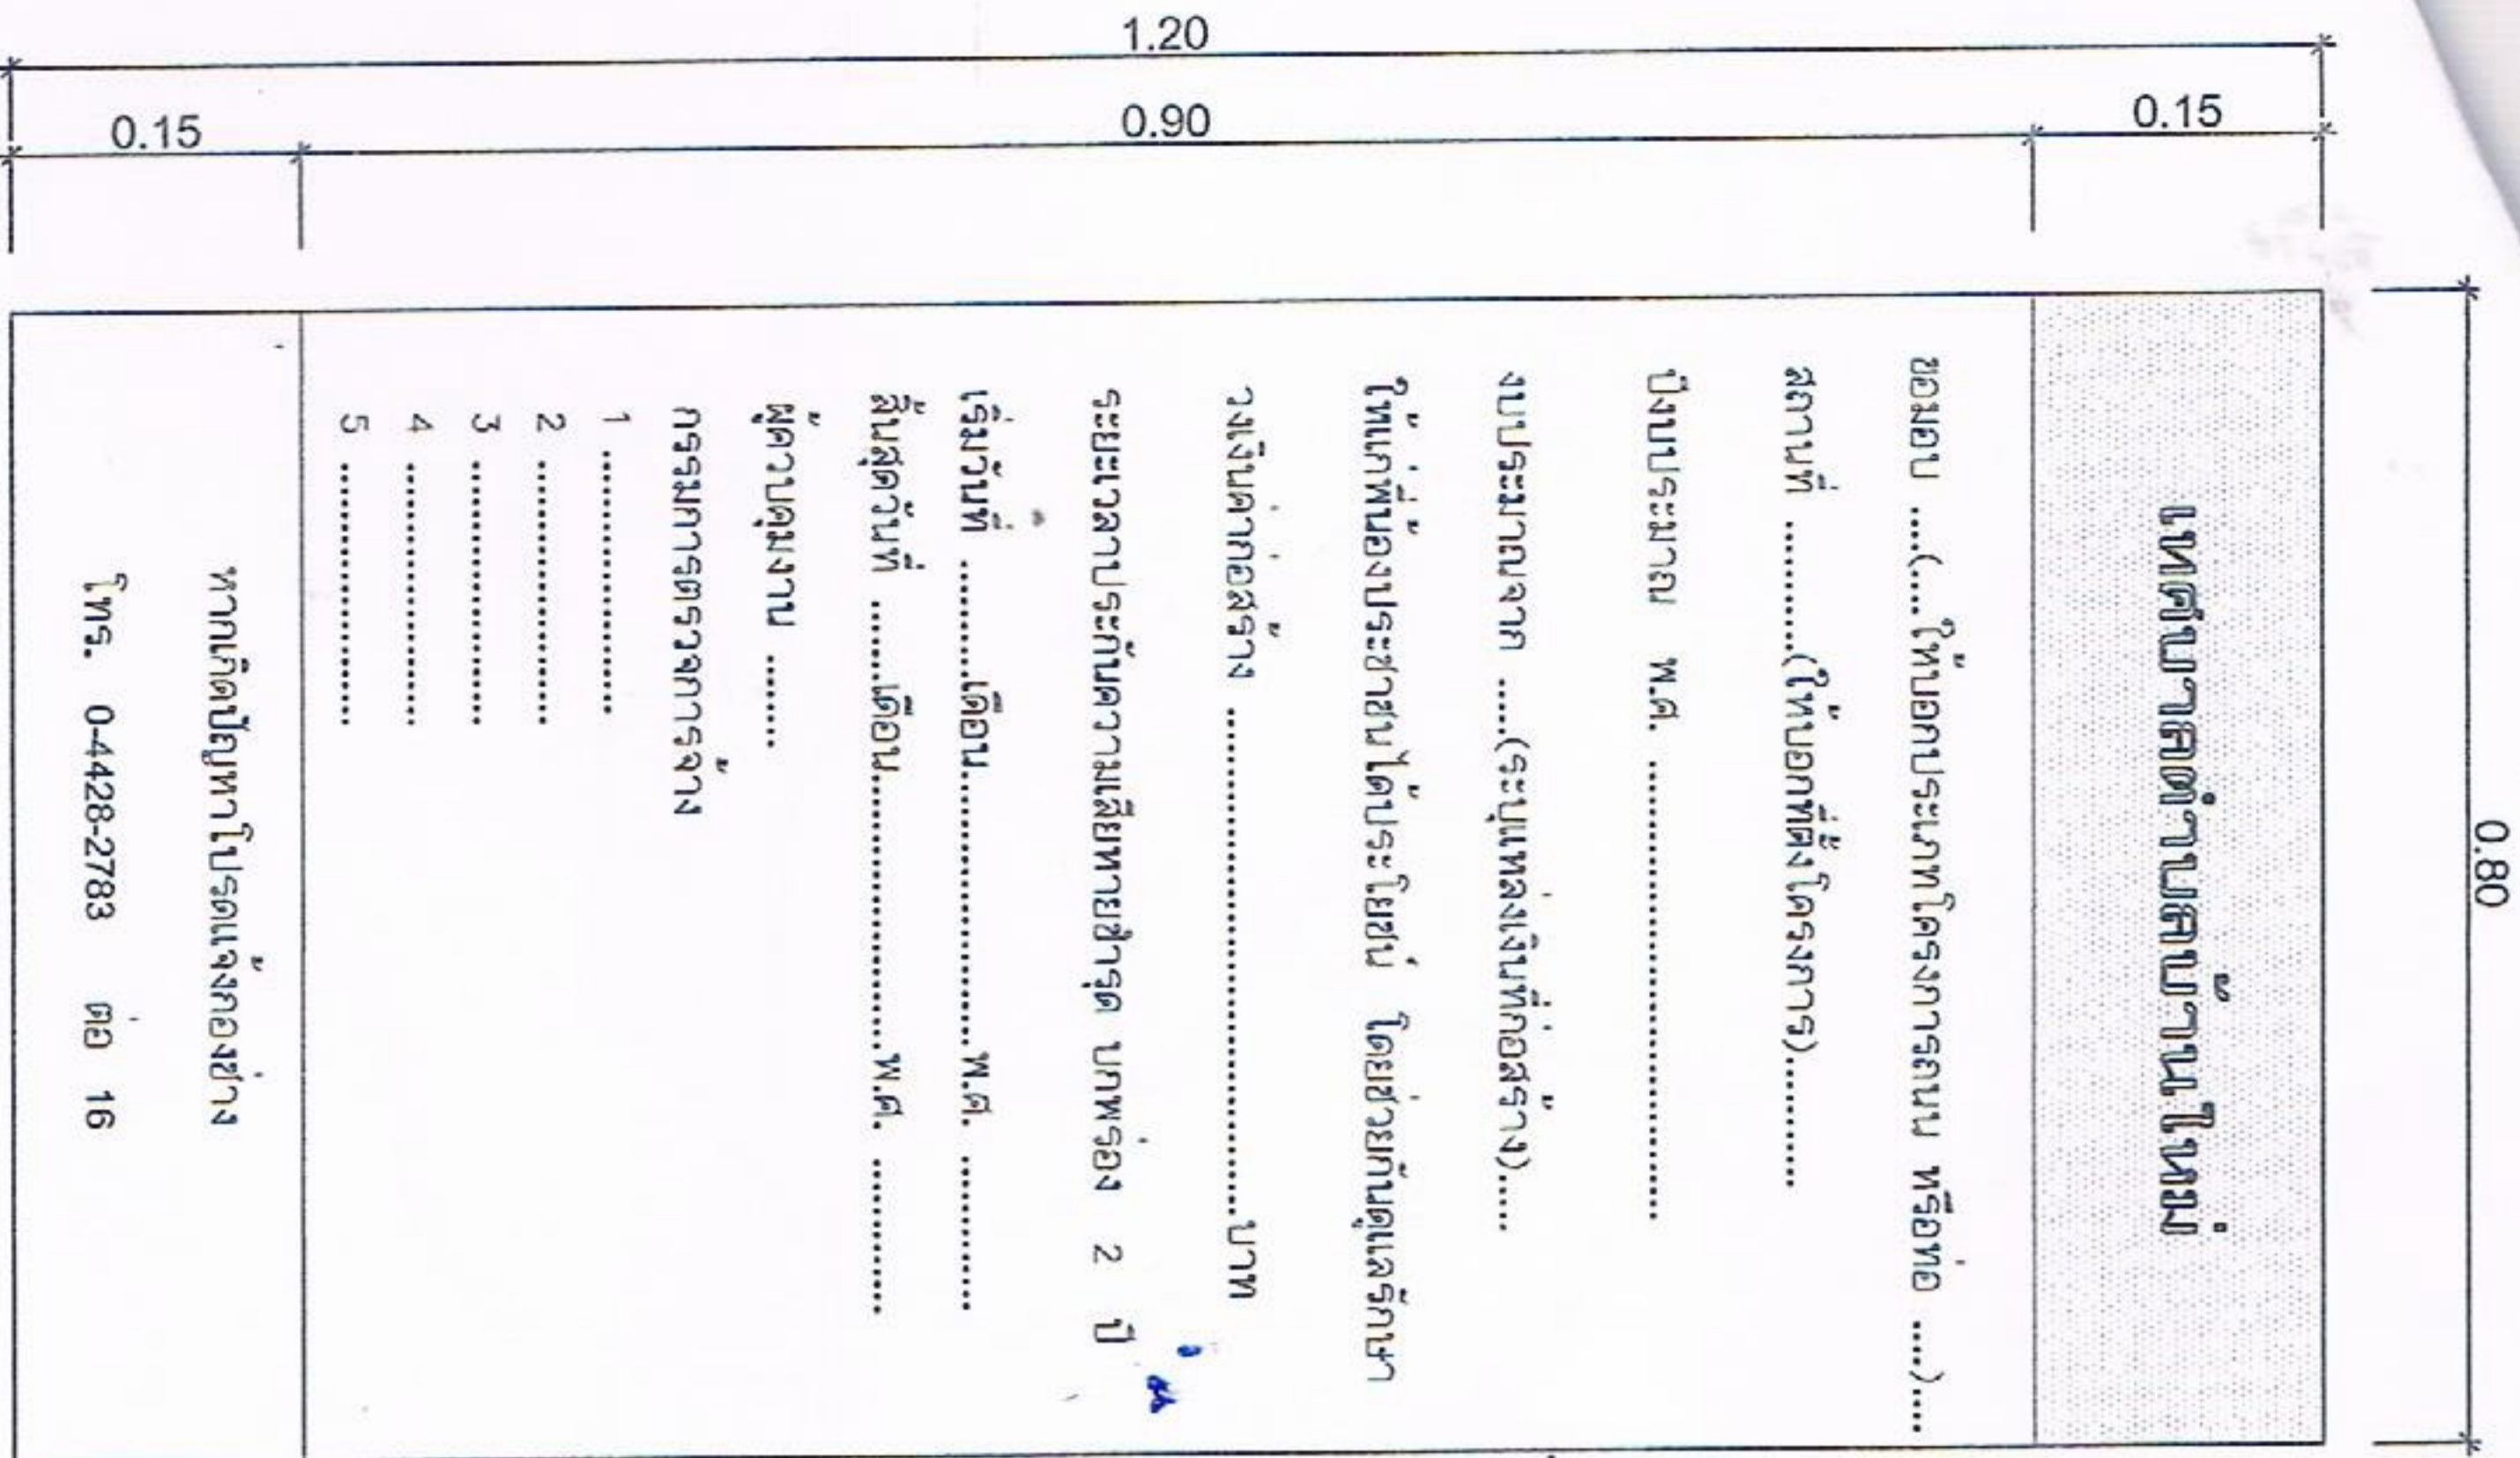 1.20
0.15
0.90
0.15
0.80
เทศบาลตำบลบ้านใหม่
ขอมอบ ....(....ให้บอกประเภทโครงการถนน หรือท่อ ....)....
สถานที่ ...........(ให้บอกที่ตั้งโครงการ)...........
ปีงบประมาณ พ.ศ. ..........................................
งบประมาณจาก .....(ระบุแหล่งเงินที่ก่อสร้าง).....
ให้แก่พี่น้องประชาชนได้ประโยชน์ โดยช่วยกันดูแลรักษา
วงเงินค่าก่อสร้าง ..............................................บาท
ระยะเวลาประกันความเสียหายชำรุด บกพร่อง 2 ปี
เริ่มวันที่ ..........เดือน.........................พ.ศ. ..............
สิ้นสุดวันที่ .......เดือน.........................พ.ศ. ..............
ผู้ควบคุมงาน ........
กรรมการตรวจการจ้าง
1 ........................
2 ........................
3 ........................
4 ........................
5 ........................
หากเกิดปัญหาโปรดแจ้งกองช่าง
โทร. 0-4428-2783 ต่อ 16